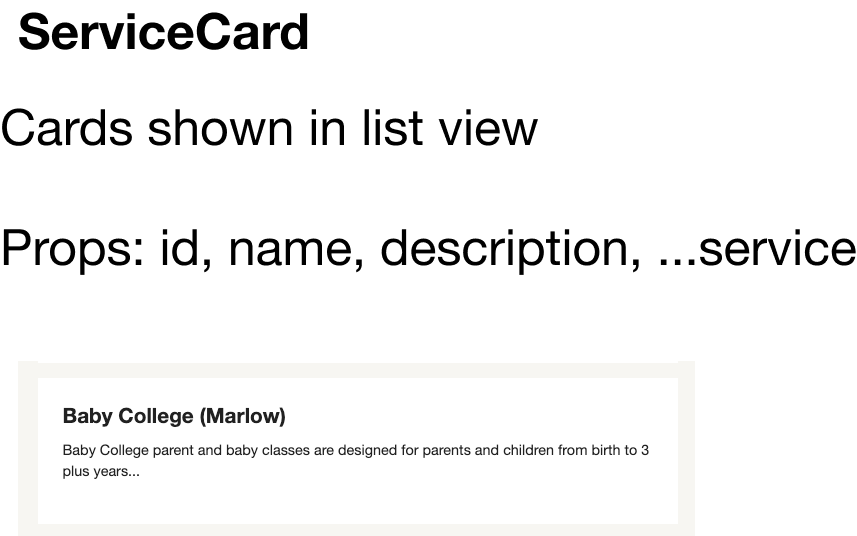 ServiceCard
Cards shown in list view
Props: id, name, description, ...service
Baby College (Marlow)
Baby College parent and baby classes are designed for parents and children from birth to 3
plus years...